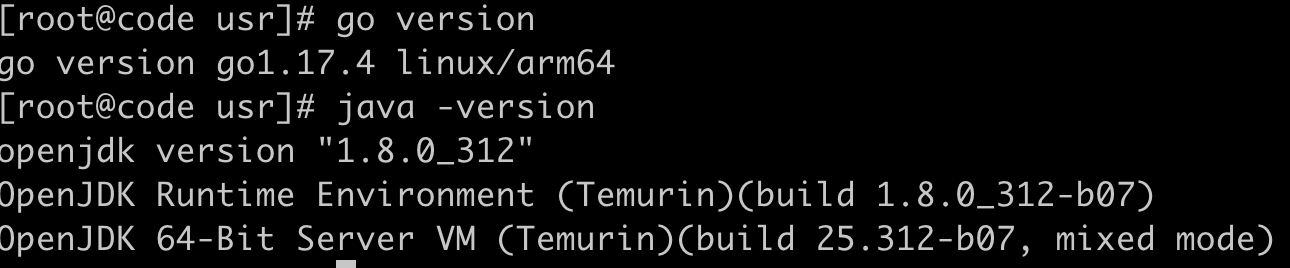 [root@code usr]# go version
go version go1.17.4 linux/arm64
[root@code usr]# java -version
openjdk version "1.8.0_312"
OpenJDK Runtime Environment (Temurin)(build 1.8.0_312-b07)
OpenJDK 64-Bit Server VM (Temurin)(build 25.312-b07, mixed mode)